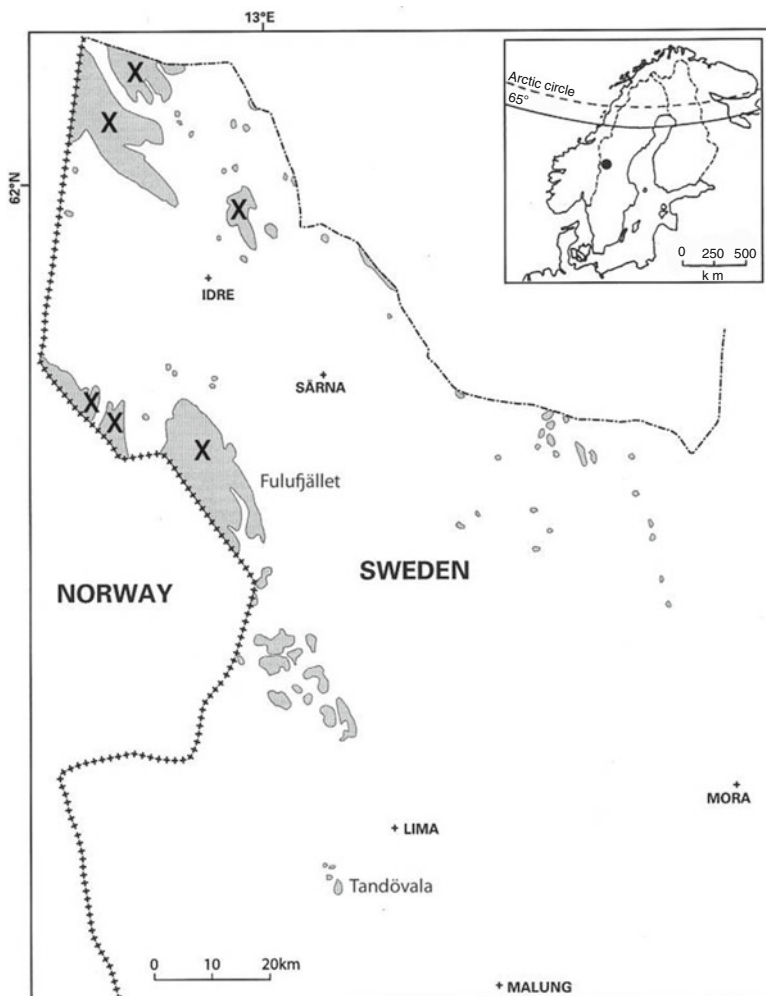 13°E
Arctic circle
65°
0 250 500
k m
62°N
X
X
X
IDRE
SÄRNA
X
X
X
Fulufjället
NORWAY
SWEDEN
MORA
LIMA
Tandövala
0 10 20km
MALUNG